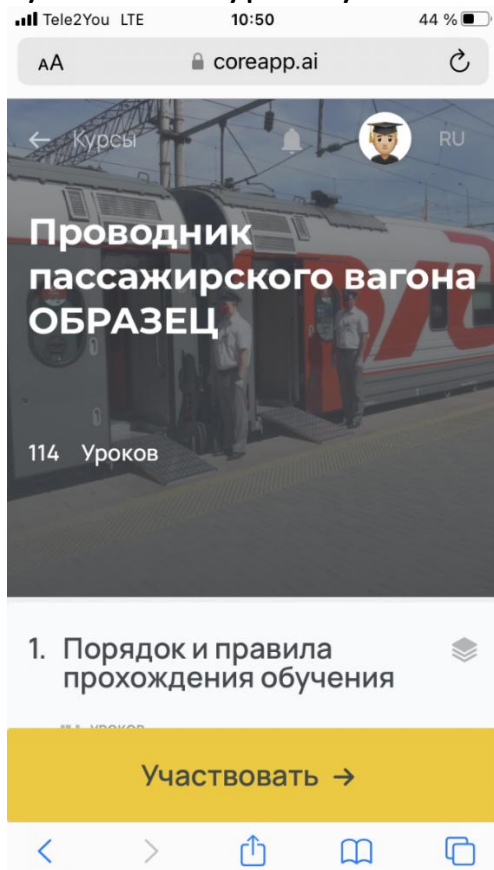 Tele2You LTE 10:50 44 %
AA coreapp.ai
← Курсы RU
Проводник
пассажирского вагона
ОБРАЗЕЦ
114 Уроков
1. Порядок и правила
прохождения обучения
Участвовать →